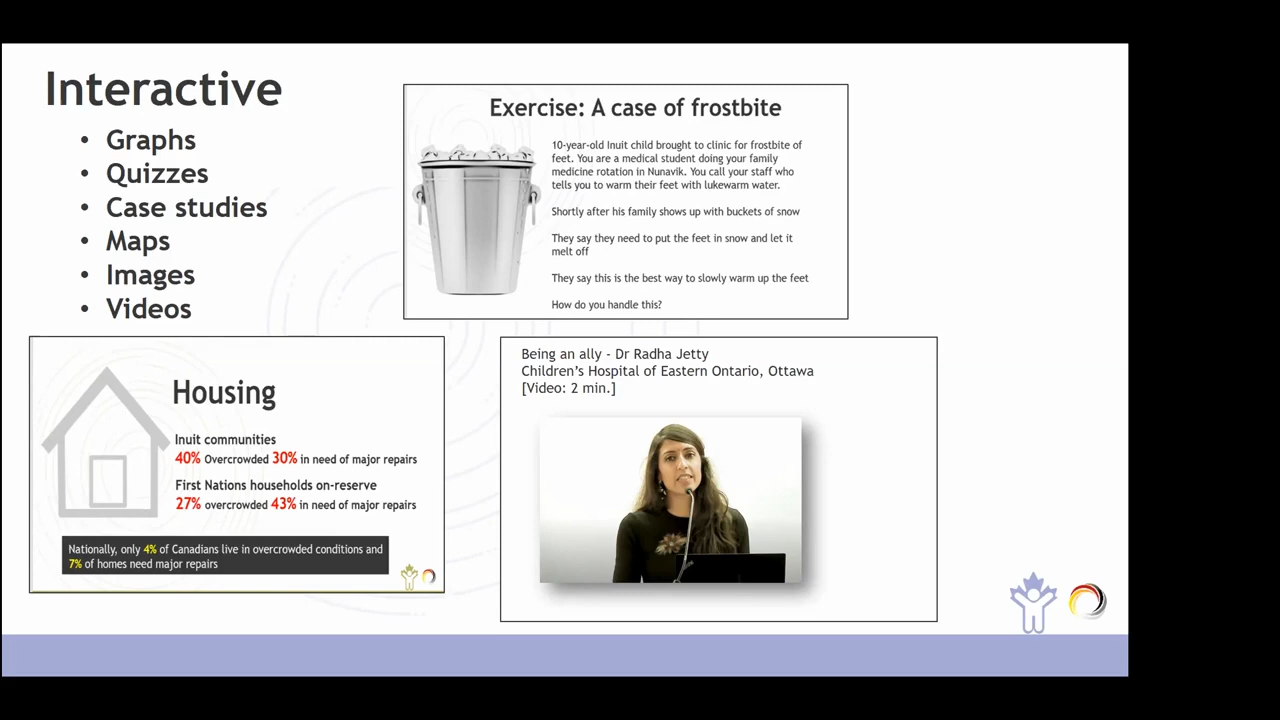 Interactive
• Graphs
• Quizzes
• Case studies
• Maps
• Images
• Videos
Exercise: A case of frostbite
10-year-old Inuit child brought to clinic for frostbite of
feet. You are a medical student doing your family
medicine rotation in Nunavik. You call your staff who
tells you to warm their feet with lukewarm water.
Shortly after his family shows up with buckets of snow
They say they need to put the feet in snow and let it
melt off
They say this is the best way to slowly warm up the feet
How do you handle this?
Housing
Inuit communities
40% Overcrowded 30% in need of major repairs
First Nations households on-reserve
27% overcrowded 43% in need of major repairs
Nationally, only 4% of Canadians live in overcrowded conditions and
7% of homes need major repairs
Being an ally - Dr Radha Jetty
Children's Hospital of Eastern Ontario, Ottawa
[Video: 2 min.]